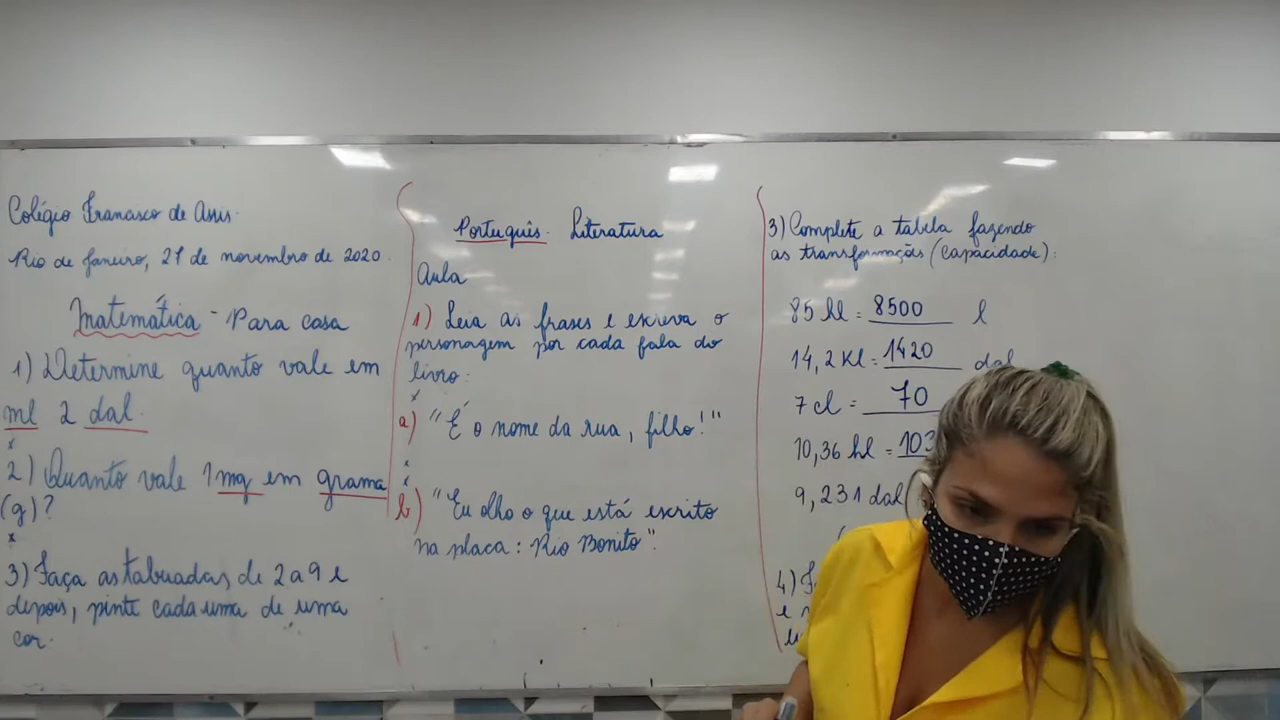 Colégio Francisco de Assis.
Rio de Janeiro, 27 de novembro de 2020.
Matemática - Para casa
1) Determine quanto vale em
ml 2 dal.
2) Quanto vale 1mg em grama
(g)?
3) Faça as tabuadas de 2 a 9 e
depois, pinte cada uma de uma
cor.
Português. Literatura
Aula
1) Leia as frases e escreva o
personagem por cada fala do
livro:
a) "É o nome da rua, filho!"
b) "Eu olho o que está escrito
na placa: Rio Bonito".
3) Complete a tabela fazendo
as transformações (capacidade):
85 hl = 8500 l
14,2 Kl = 1420 dal
7 cl = 70
10,36 hl = 103
9,231 dal
4)
e